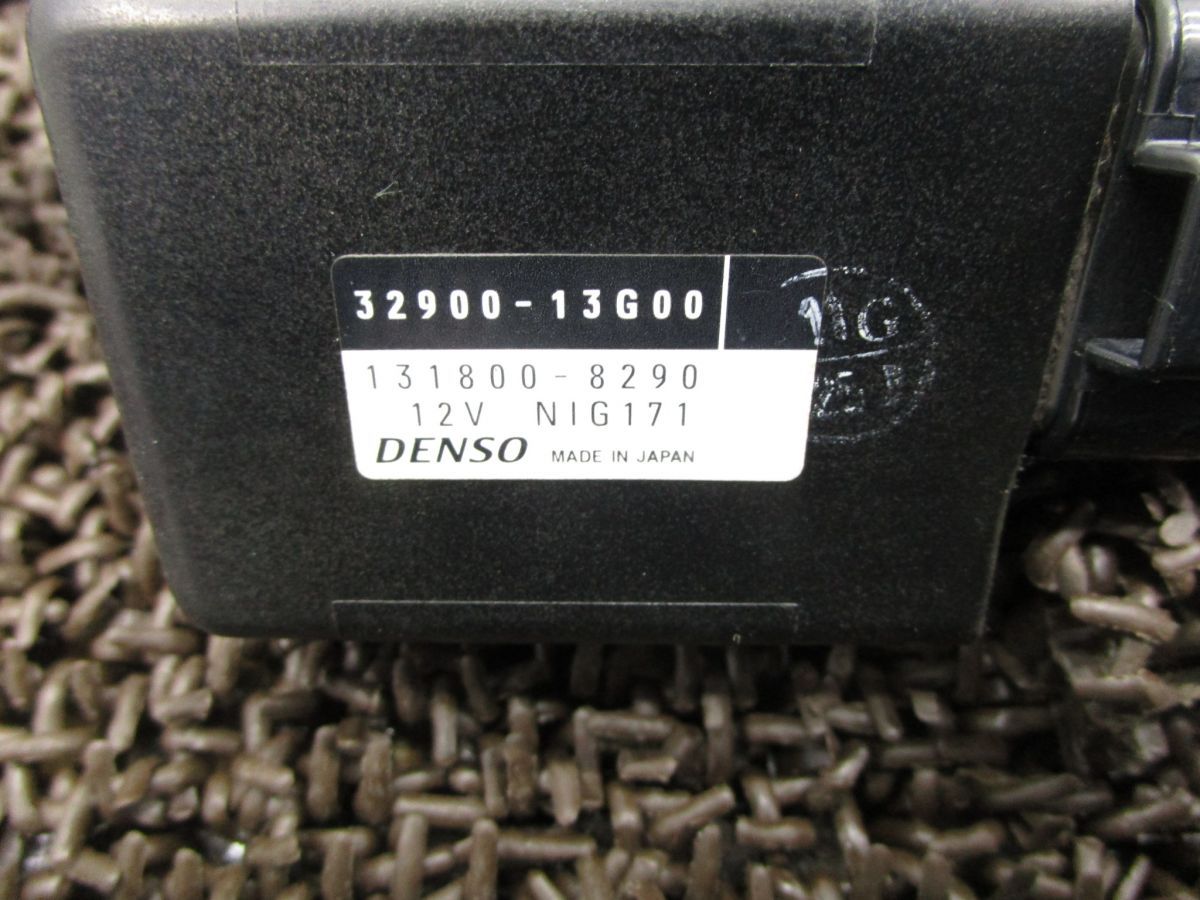 32900-13G00
131800-8290
12V NIG171
DENSO MADE IN JAPAN